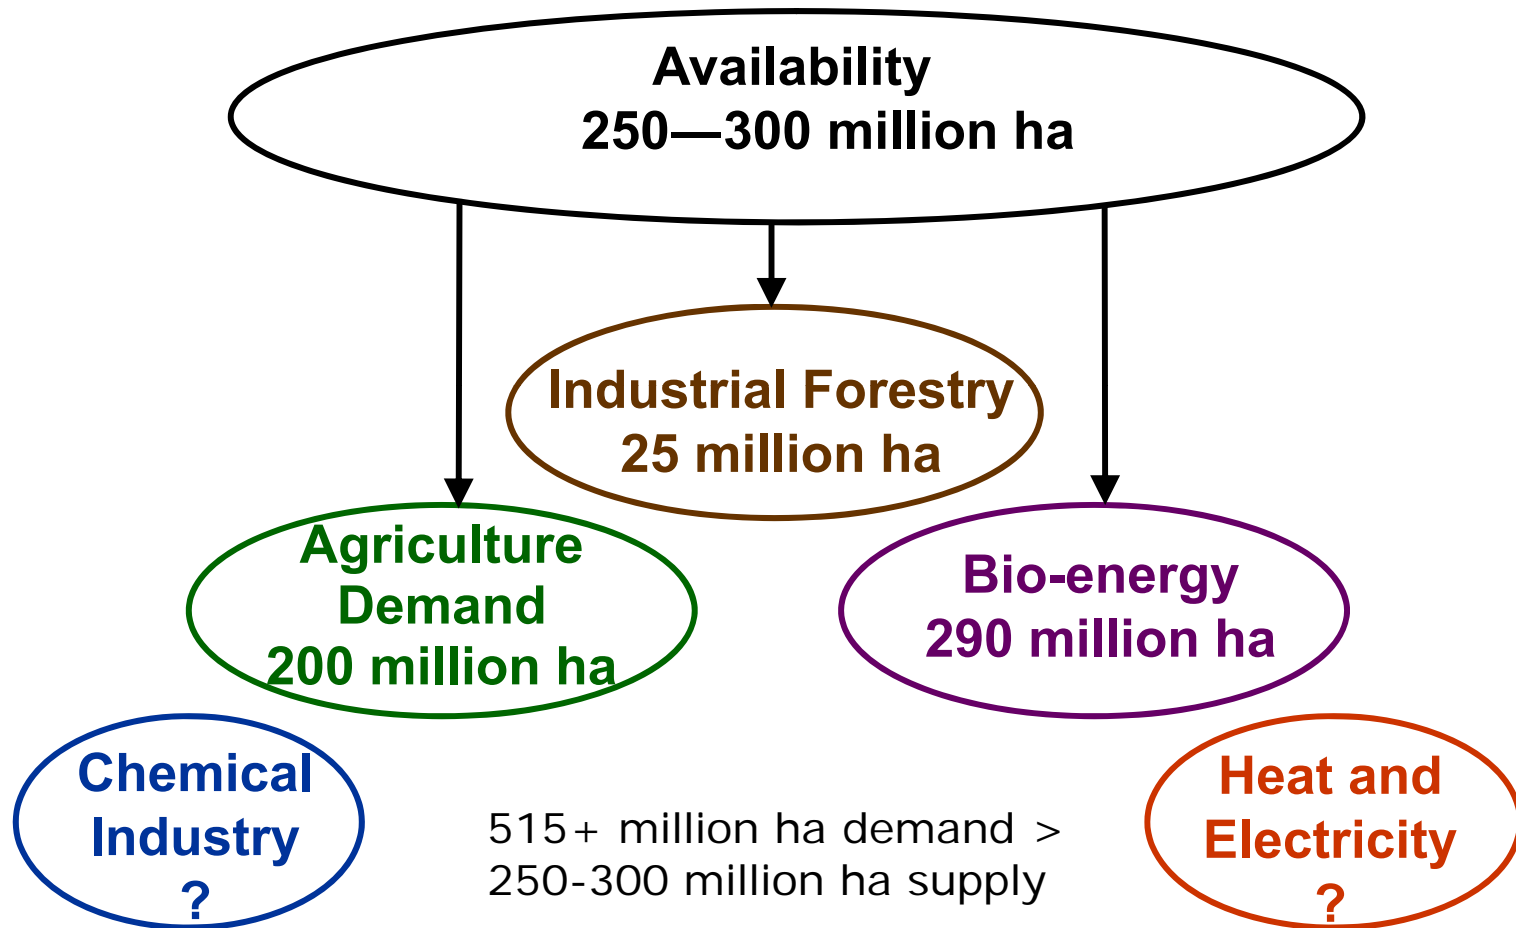 Availability
250—300 million ha
Industrial Forestry
25 million ha
Agriculture
Demand
200 million ha
Bio-energy
290 million ha
Chemical
Industry
?
515+ million ha demand >
250-300 million ha supply
Heat and
Electricity
?